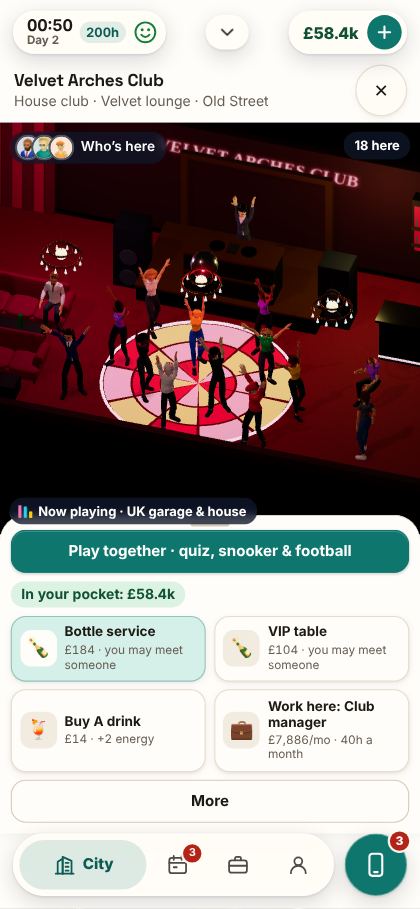 00:50
Day 2
200h
£58.4k
Velvet Arches Club
House club · Velvet lounge · Old Street
Who's here
VELVET ARCHES CLUB
18 here
Now playing · UK garage & house
Play together · quiz, snooker & football
In your pocket: £58.4k
Bottle service
£184 · you may meet
someone
VIP table
£104 · you may meet
someone
Buy A drink
£14 · +2 energy
Work here: Club
manager
£7,886/mo · 40h a
month
More
City
3
3